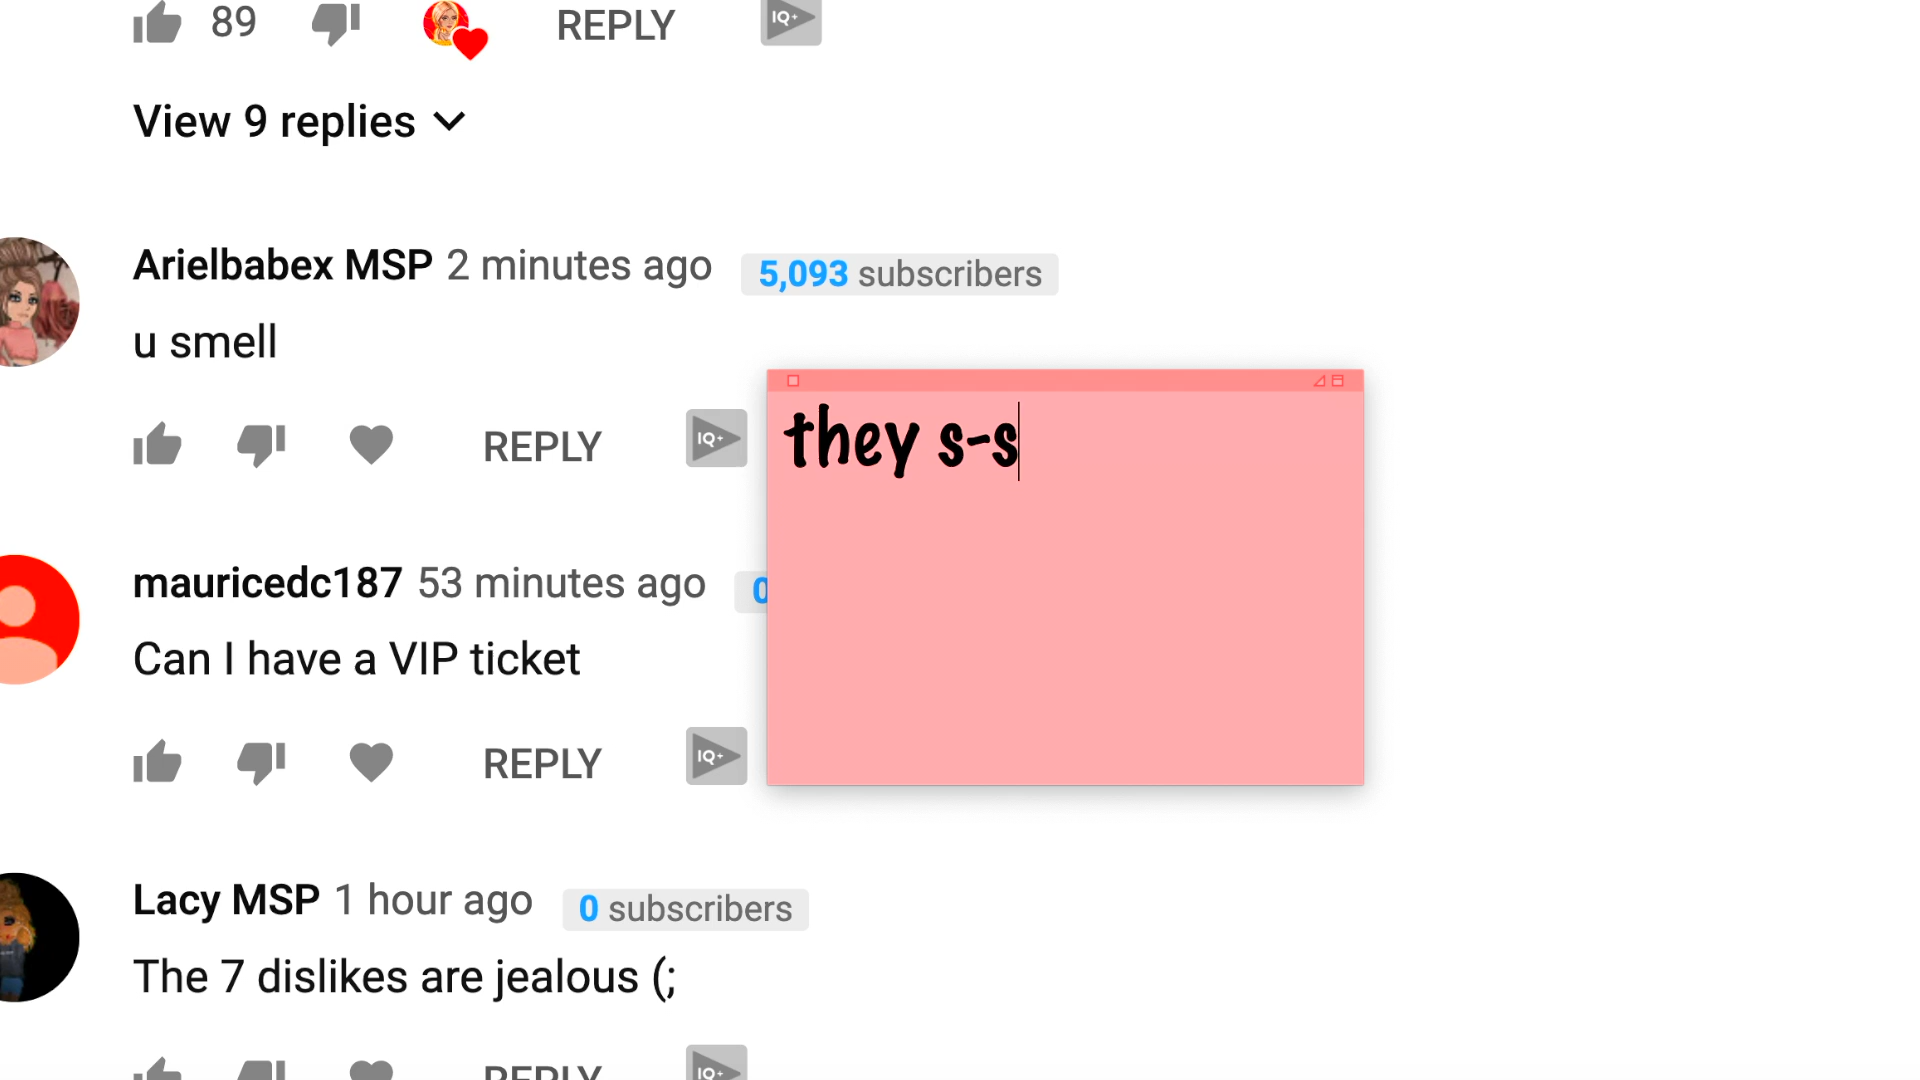 89 REPLY IQ+
View 9 replies
Arielbabex MSP 2 minutes ago 5,093 subscribers
u smell
REPLY IQ+
they s-s
mauricedc187 53 minutes ago 0
Can I have a VIP ticket
REPLY IQ+
Lacy MSP 1 hour ago 0 subscribers
The 7 dislikes are jealous (;
REPLY IQ+